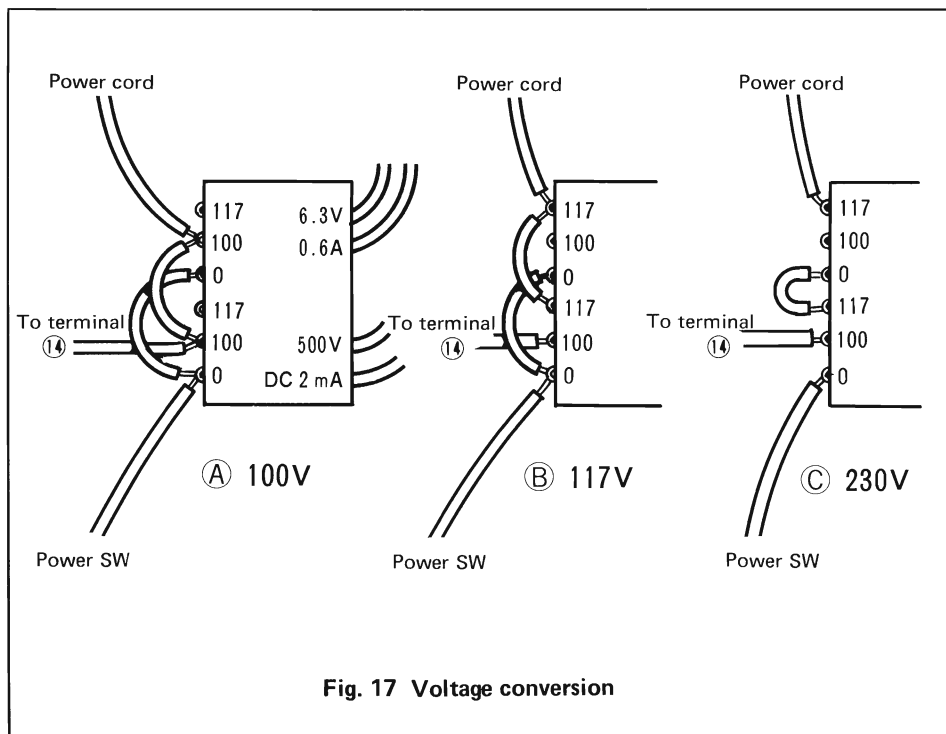 Power cord
117
100
0
117
100
0
6.3V
0.6A
500V
DC 2 mA
To terminal
⑭
Ⓐ 100V
Power SW
Power cord
117
100
0
117
100
0
To terminal
⑭
Ⓑ 117V
Power SW
Power cord
117
100
0
117
100
0
To terminal
⑭
Ⓒ 230V
Power SW
Fig. 17 Voltage conversion